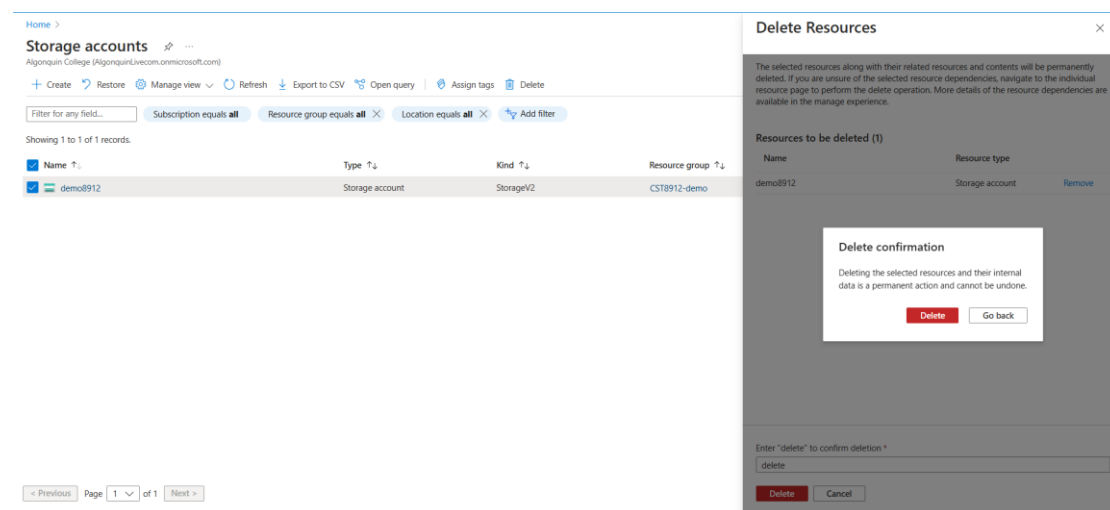 Home >
Storage accounts
Algonquin College (AlgonquinLivecom.onmicrosoft.com)
Create Restore Manage view Refresh Export to CSV Open query Assign tags Delete
Filter for any field... Subscription equals all Resource group equals all Location equals all Add filter
Showing 1 to 1 of 1 records.
Name Type Kind Resource group
demo8912 Storage account StorageV2 CST8912-demo
< Previous Page 1 of 1 Next >
Delete Resources
The selected resources along with their related resources and contents will be permanently
deleted. If you are unsure of the selected resource dependencies, navigate to the individual
resource page to perform the delete operation. More details of the resource dependencies are
available in the manage experience.
Resources to be deleted (1)
Name Resource type
demo8912 Storage account Remove
Delete confirmation
Deleting the selected resources and their internal
data is a permanent action and cannot be undone.
Delete Go back
Enter "delete" to confirm deletion *
delete
Delete Cancel